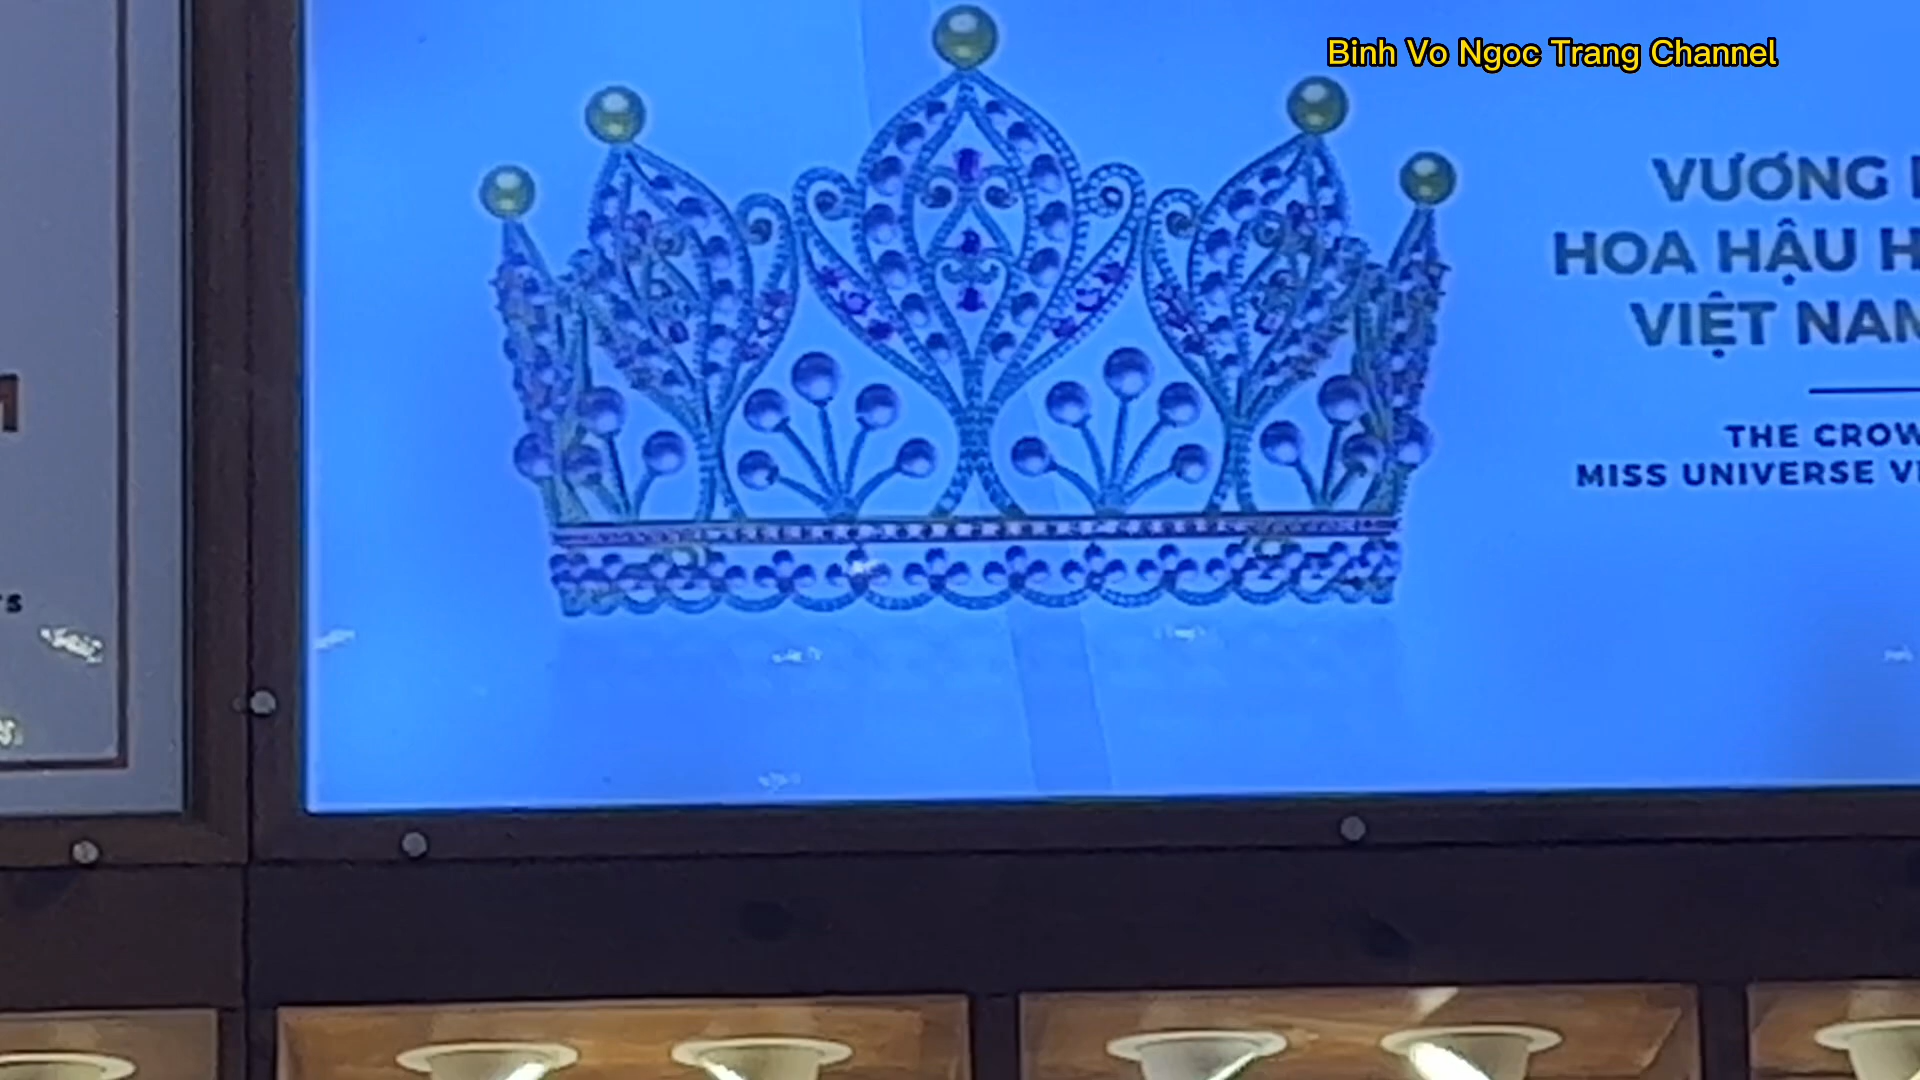 Binh Vo Ngoc Trang Channel
VƯƠNG
HOA HẬU H
VIỆT NAM
THE CROW
MISS UNIVERSE V